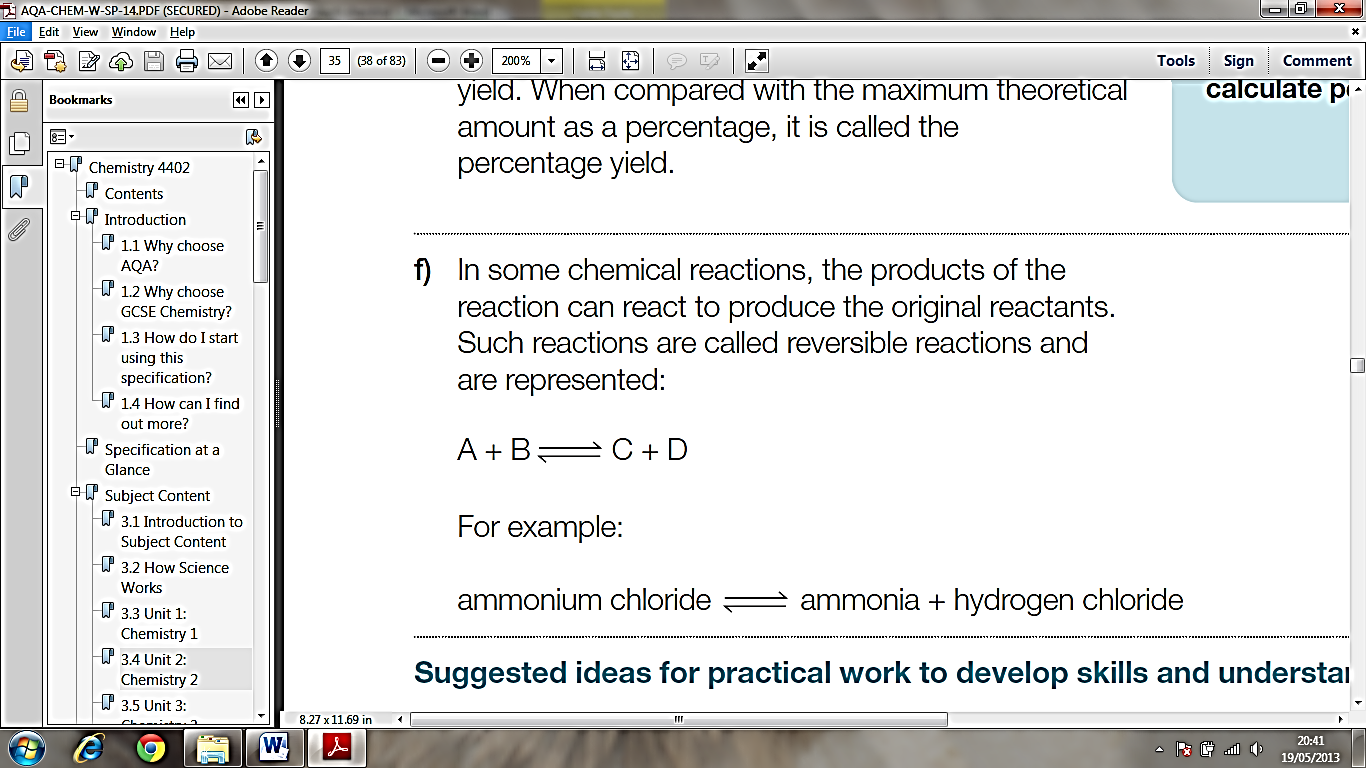 AQA-CHEM-W-SP-14.PDF (SECURED) - Adobe Reader
File Edit View Window Help
35 (38 of 83) 200% Tools Sign Comment
Bookmarks
Chemistry 4402
Contents
Introduction
1.1 Why choose
AQA?
1.2 Why choose
GCSE Chemistry?
1.3 How do I start
using this
specification?
1.4 How can I find
out more?
Specification at a
Glance
Subject Content
3.1 Introduction to
Subject Content
3.2 How Science
Works
3.3 Unit 1:
Chemistry 1
3.4 Unit 2:
Chemistry 2
3.5 Unit 3:
yield. When compared with the maximum theoretical
amount as a percentage, it is called the
percentage yield.
calculate p
f) In some chemical reactions, the products of the
reaction can react to produce the original reactants.
Such reactions are called reversible reactions and
are represented:
A + B ⇌ C + D
For example:
ammonium chloride ⇌ ammonia + hydrogen chloride
Suggested ideas for practical work to develop skills and understa
8.27 x 11.69 in
20:41
19/05/2013